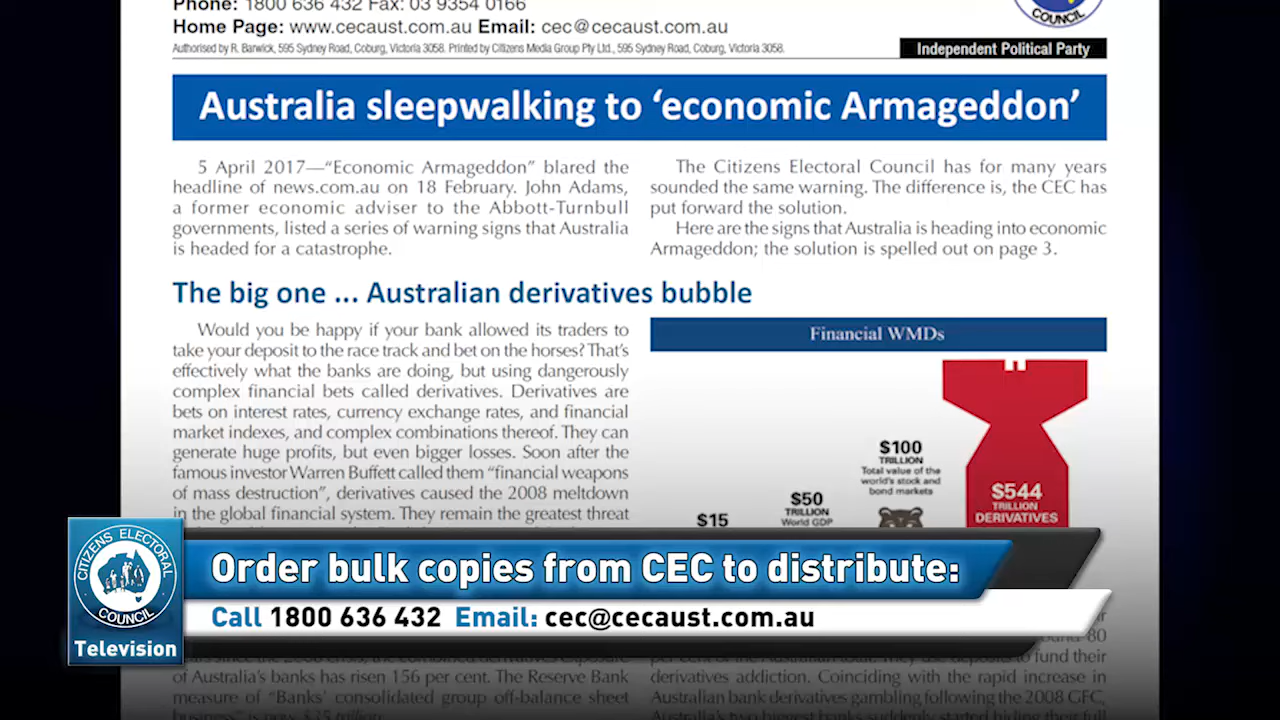 Phone: 1800 636 432 Fax: 03 9354 0166
Home Page: www.cecaust.com.au Email: cec@cecaust.com.au
Authorised by R. Barwick, 595 Sydney Road, Coburg, Victoria 3058. Printed by Citizens Media Group Pty Ltd., 595 Sydney Road, Coburg, Victoria 3058.
COUNCIL
Independent Political Party
Australia sleepwalking to ‘economic Armageddon’
5 April 2017—“Economic Armageddon” blared the
headline of news.com.au on 18 February. John Adams,
a former economic adviser to the Abbott-Turnbull
governments, listed a series of warning signs that Australia
is headed for a catastrophe.
The Citizens Electoral Council has for many years
sounded the same warning. The difference is, the CEC has
put forward the solution.
Here are the signs that Australia is heading into economic
Armageddon; the solution is spelled out on page 3.
The big one ... Australian derivatives bubble
Would you be happy if your bank allowed its traders to
take your deposit to the race track and bet on the horses? That’s
effectively what the banks are doing, but using dangerously
complex financial bets called derivatives. Derivatives are
bets on interest rates, currency exchange rates, and financial
market indexes, and complex combinations thereof. They can
generate huge profits, but even bigger losses. Soon after the
famous investor Warren Buffett called them “financial weapons
of mass destruction”, derivatives caused the 2008 meltdown
in the global financial system. They remain the greatest threat
Financial WMDs
$15
$50
TRILLION
World GDP
$100
TRILLION
Total value of the
world’s stock and
bond markets
$544
TRILLION
DERIVATIVES
CITIZENS ELECTORAL
COUNCIL
Television
Order bulk copies from CEC to distribute:
Call 1800 636 432 Email: cec@cecaust.com.au
of Australia’s banks has risen 156 per cent. The Reserve Bank
measure of “Banks’ consolidated group off-balance sheet
business” is now $35 trillion.
80
to fund their
derivatives addiction. Coinciding with the rapid increase in
Australian bank derivatives gambling following the 2008 GFC,
Australia’s two biggest banks suddenly started hiding their full